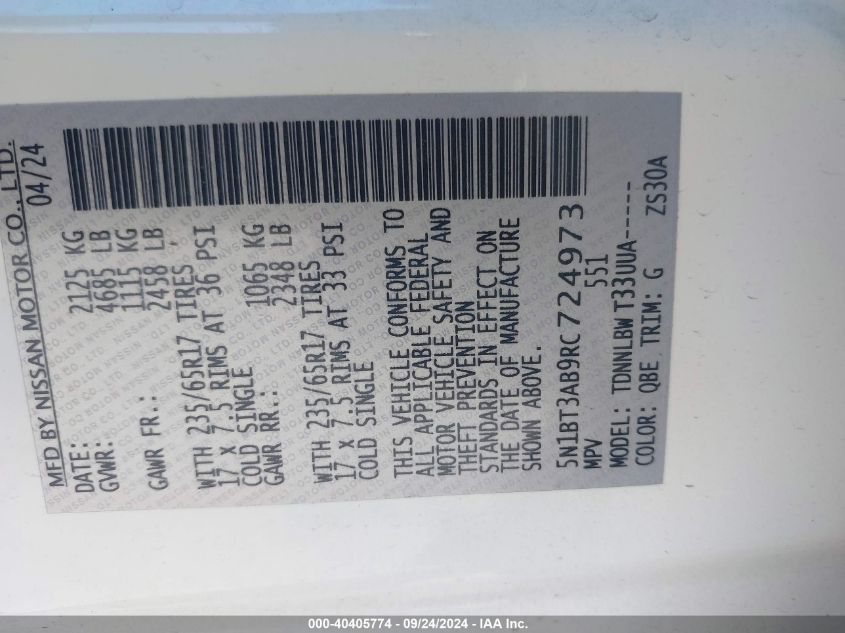 MFD BY NISSAN MOTOR CO., LTD.
DATE: 04/24
GVWR: 2125 KG
4685 LB
GAWR FR.: 1115 KG
2458 LB
WITH 235/65R17 TIRES,
17 X 7.5 RIMS AT 36 PSI
COLD SINGLE
GAWR RR.: 1065 KG
2348 LB
WITH 235/65R17 TIRES
17 X 7.5 RIMS AT 33 PSI
COLD SINGLE
THIS VEHICLE CONFORMS TO
ALL APPLICABLE FEDERAL
MOTOR VEHICLE SAFETY AND
THEFT PREVENTION
STANDARDS IN EFFECT ON
THE DATE OF MANUFACTURE
SHOWN ABOVE.
5N1BT3AB9RC724973
MPV 551
MODEL: TDNNLBW T33UUA-----
COLOR: QBE TRIM: G ZS30A
000-40405774 - 09/24/2024 - IAA Inc.